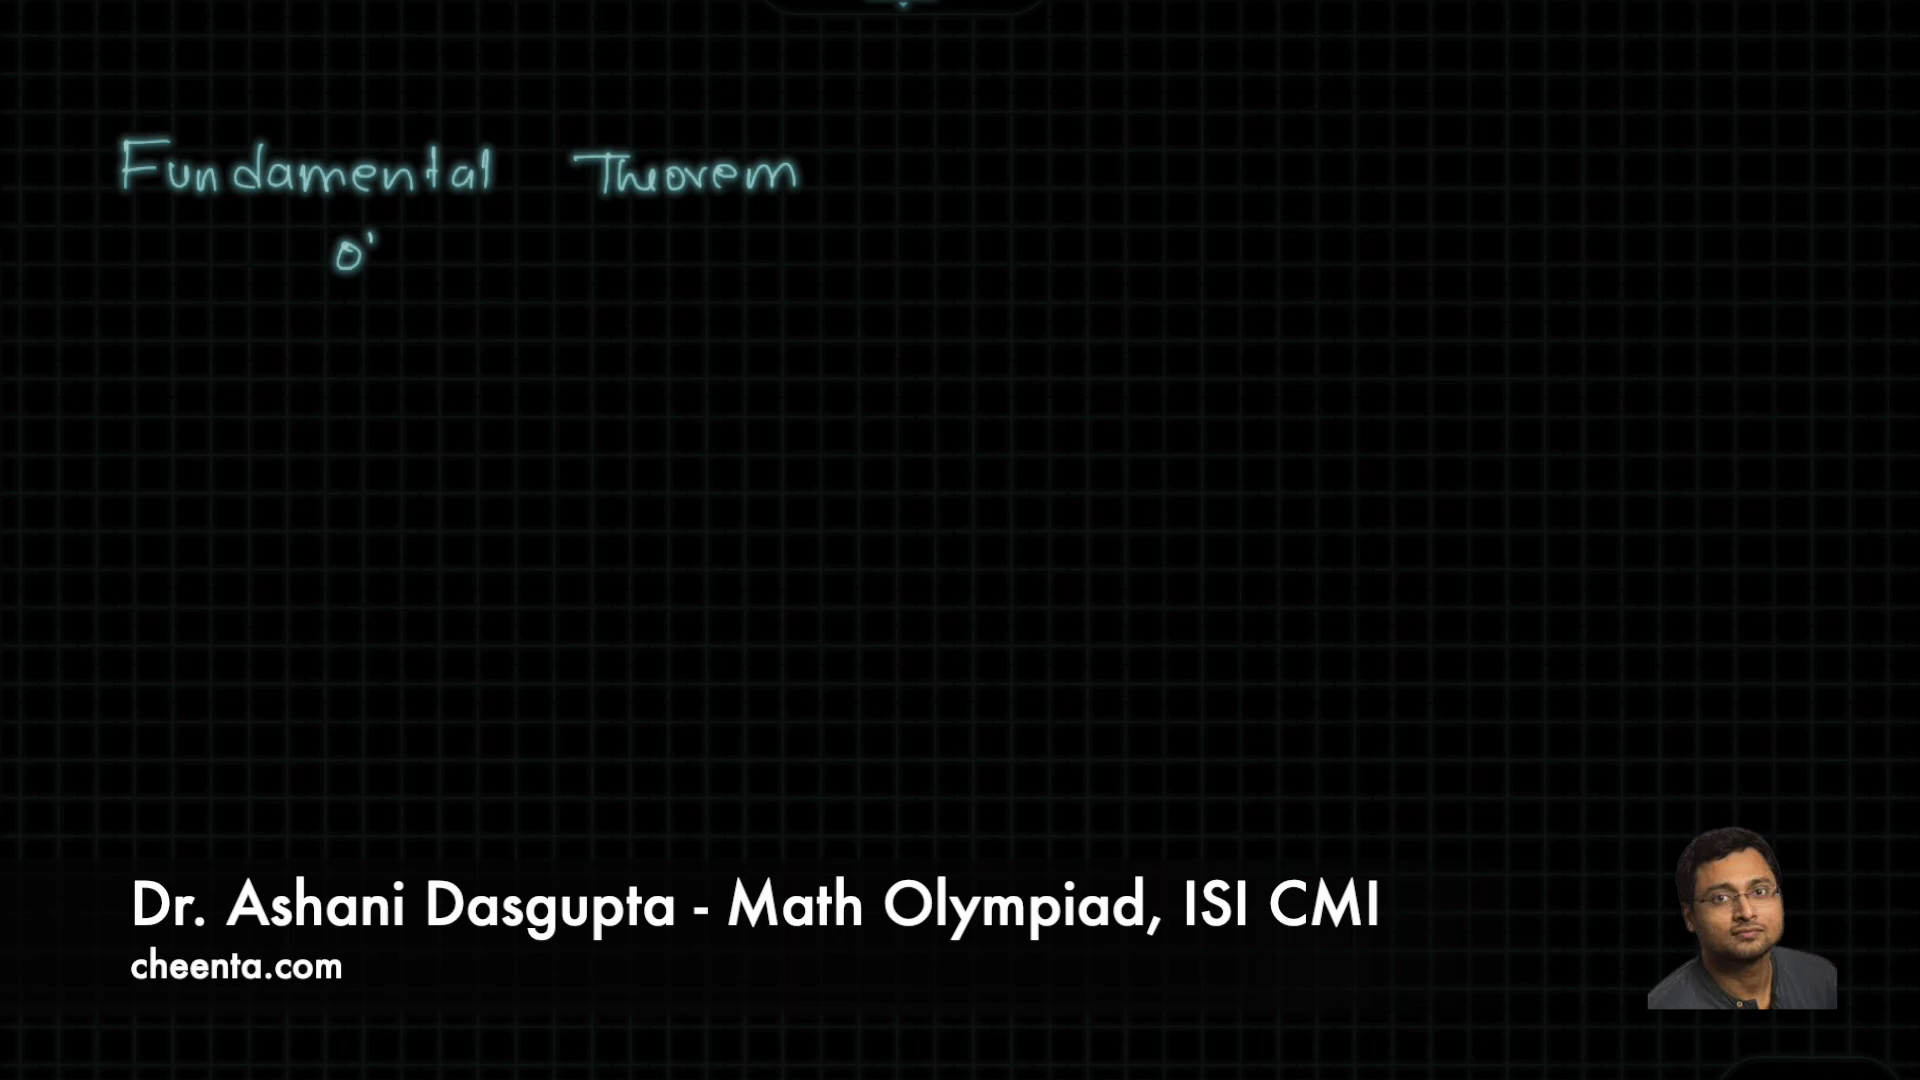 Fundamental Theorem
o'
Dr. Ashani Dasgupta - Math Olympiad, ISI CMI
cheenta.com